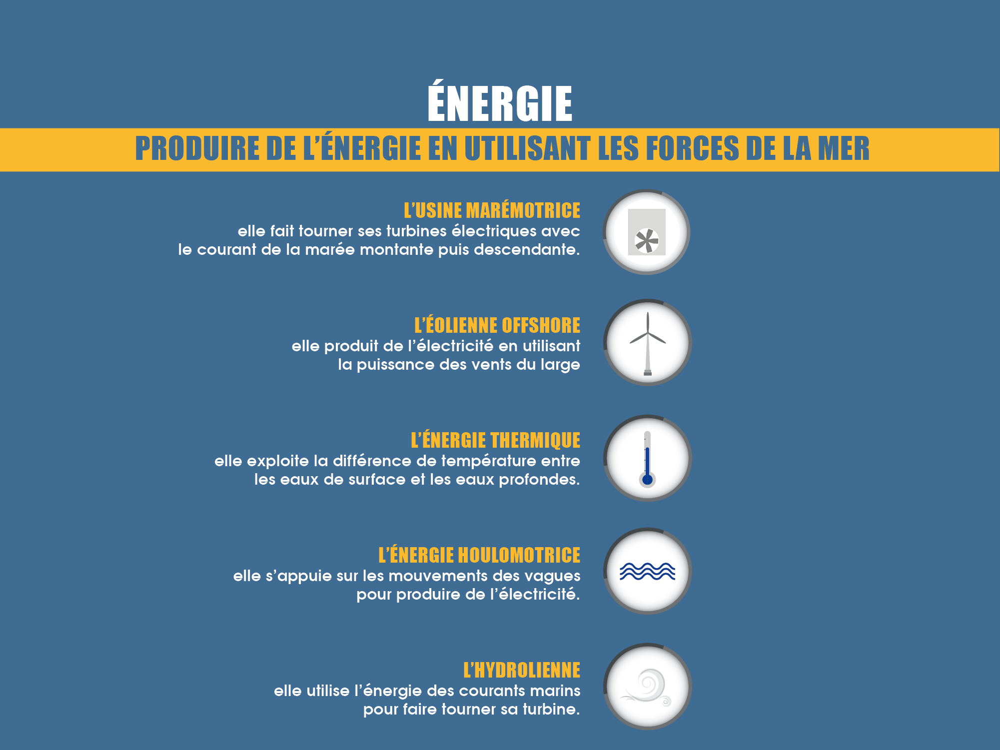 ÉNERGIE
PRODUIRE DE L’ÉNERGIE EN UTILISANT LES FORCES DE LA MER
L’USINE MARÉMOTRICE
elle fait tourner ses turbines électriques avec
le courant de la marée montante puis descendante.
L’ÉOLIENNE OFFSHORE
elle produit de l’électricité en utilisant
la puissance des vents du large
L’ÉNERGIE THERMIQUE
elle exploite la différence de température entre
les eaux de surface et les eaux profondes.
L’ÉNERGIE HOULOMOTRICE
elle s’appuie sur les mouvements des vagues
pour produire de l’électricité.
L’HYDROLIENNE
elle utilise l’énergie des courants marins
pour faire tourner sa turbine.